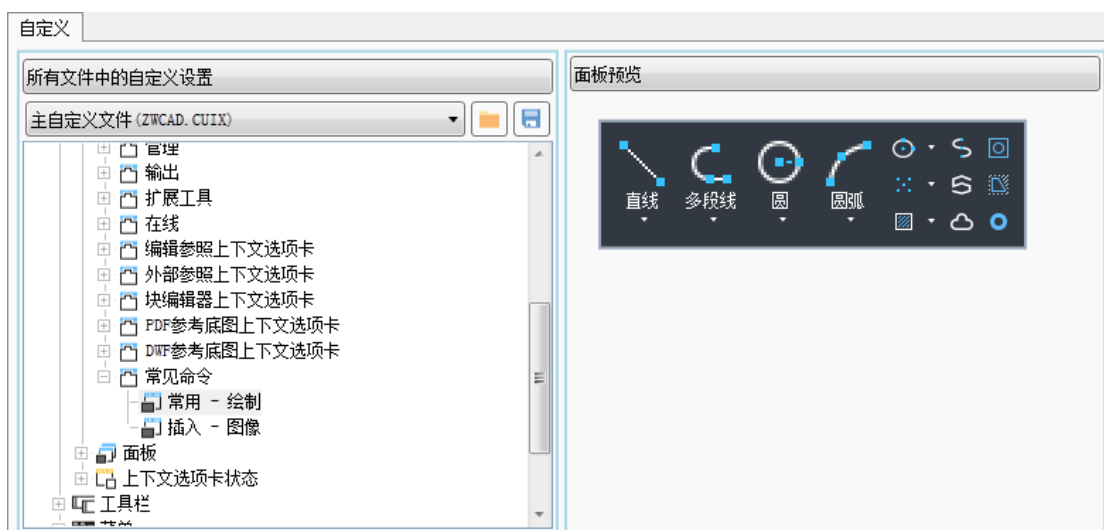 自定义
所有文件中的自定义设置
主自定义文件(ZWCAD.CUIX)
管理
输出
扩展工具
在线
编辑参照上下文选项卡
外部参照上下文选项卡
块编辑器上下文选项卡
PDF参考底图上下文选项卡
DWF参考底图上下文选项卡
常见命令
常用 - 绘制
插入 - 图像
面板
上下文选项卡状态
工具栏
菜单
面板预览
直线 多段线 圆 圆弧